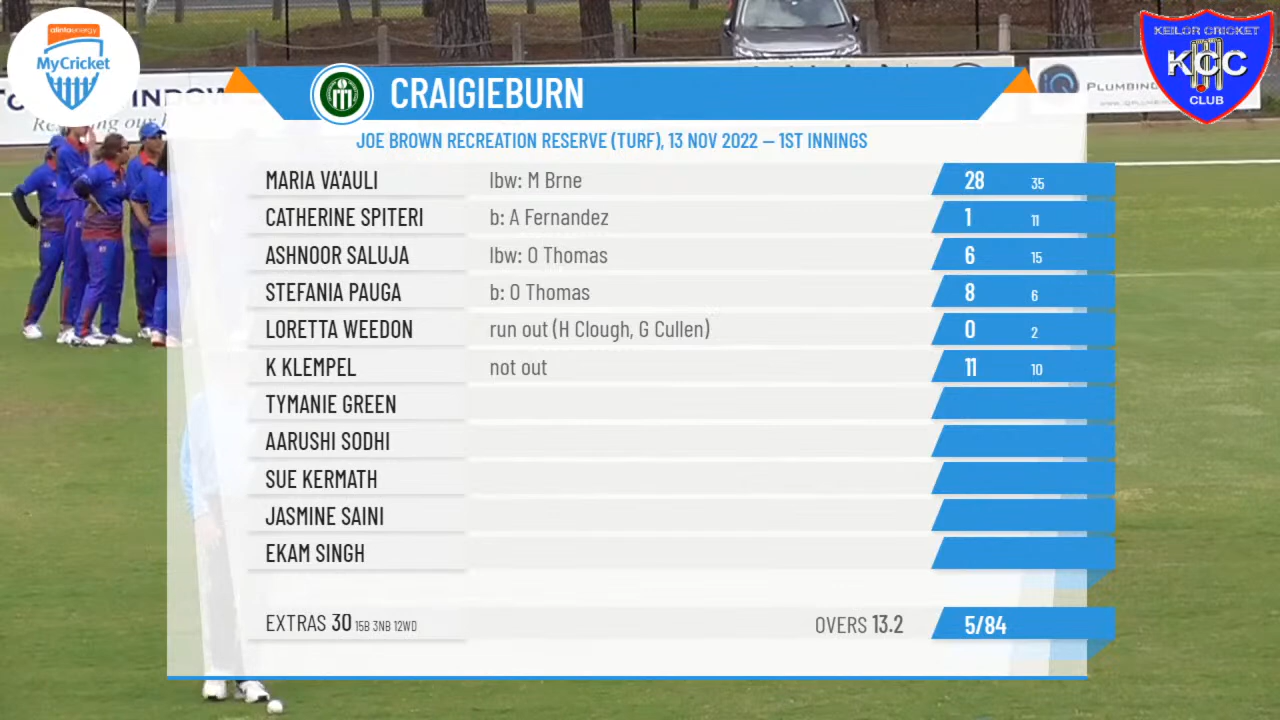 alintaenergy
MyCricket
KEILOR CRICKET
KCC
CLUB
CRAIGIEBURN
PLUMBING
JOE BROWN RECREATION RESERVE (TURF), 13 NOV 2022 – 1ST INNINGS
MARIA VA'AULI lbw: M Brne 28 35
CATHERINE SPITERI b: A Fernandez 1 11
ASHNOOR SALUJA lbw: O Thomas 6 15
STEFANIA PAUGA b: O Thomas 8 6
LORETTA WEEDON run out (H Clough, G Cullen) 0 2
K KLEMPEL not out 11 10
TYMANIE GREEN
AARUSHI SODHI
SUE KERMATH
JASMINE SAINI
EKAM SINGH
EXTRAS 30 15B 3NB 12WD OVERS 13.2 5/84